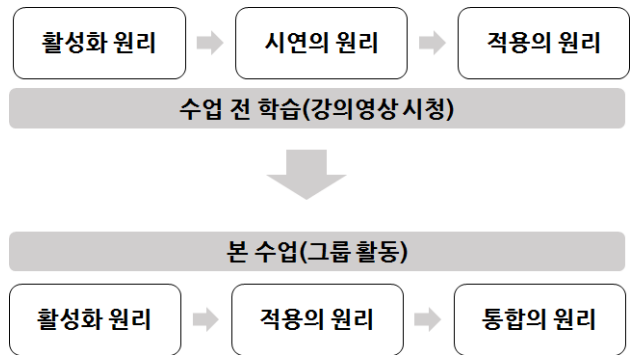 활성화 원리 시연의 원리 적용의 원리
수업 전 학습(강의영상 시청)
본 수업(그룹 활동)
활성화 원리 적용의 원리 통합의 원리